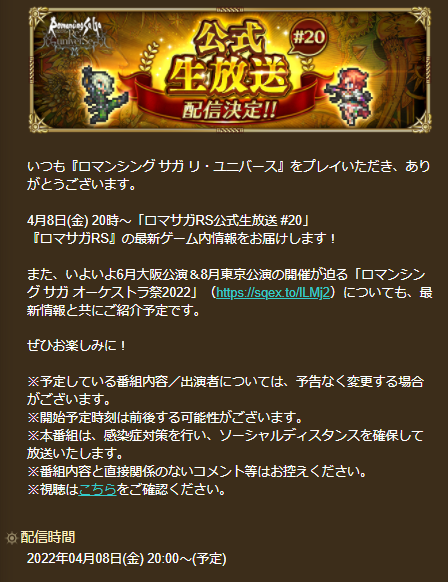 Romancing SaGa
Re;univerSe
公式
生放送
#20
配信決定!!
いつも『ロマンシング サガ リ・ユニバース』をプレイいただき、あり
がとうございます。
4月8日(金) 20時～「ロマサガRS公式生放送 #20」
『ロマサガRS』の最新ゲーム内情報をお届けします！
また、いよいよ6月大阪公演＆8月東京公演の開催が迫る「ロマンシン
グ サガ オーケストラ祭2022」（https://sqex.to/lLMj2）についても、最
新情報と共にご紹介予定です。
ぜひお楽しみに！
※予定している番組内容／出演者については、予告なく変更する場合
がございます。
※開始予定時刻は前後する可能性がございます。
※本番組は、感染症対策を行い、ソーシャルディスタンスを確保して
放送いたします。
※番組内容と直接関係のないコメント等はお控えください。
※視聴はこちらをご確認ください。
配信時間
2022年04月08日(金) 20:00～(予定)